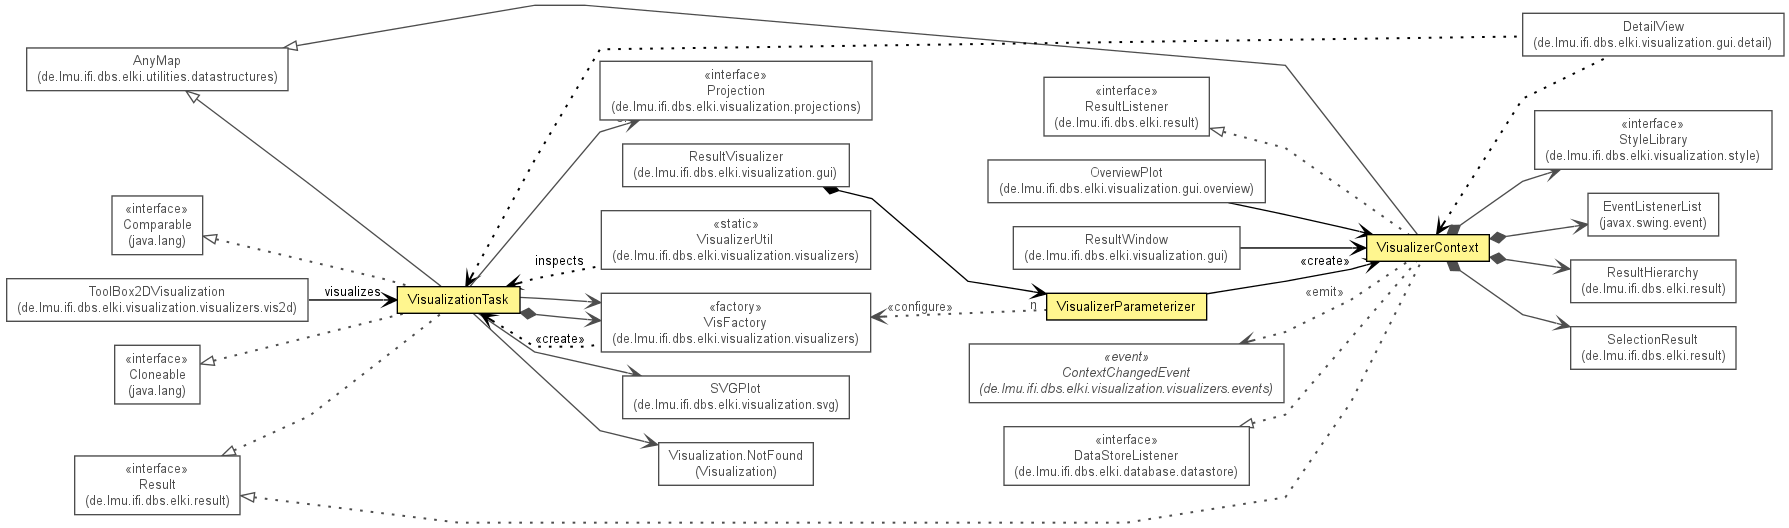 AnyMap
(de.lmu.ifi.dbs.elki.utilities.datastructures)
«interface»
Comparable
(java.lang)
ToolBox2DVisualization
(de.lmu.ifi.dbs.elki.visualization.visualizers.vis2d)
«interface»
Cloneable
(java.lang)
«interface»
Result
(de.lmu.ifi.dbs.elki.result)
visualizes
VisualizationTask
inspects
«create»
«interface»
Projection
(de.lmu.ifi.dbs.elki.visualization.projections)
ResultVisualizer
(de.lmu.ifi.dbs.elki.visualization.gui)
«static»
VisualizerUtil
(de.lmu.ifi.dbs.elki.visualization.visualizers)
«factory»
VisFactory
(de.lmu.ifi.dbs.elki.visualization.visualizers)
SVGPlot
(de.lmu.ifi.dbs.elki.visualization.svg)
Visualization.NotFound
(Visualization)
«configure»
n
«interface»
ResultListener
(de.lmu.ifi.dbs.elki.result)
OverviewPlot
(de.lmu.ifi.dbs.elki.visualization.gui.overview)
ResultWindow
(de.lmu.ifi.dbs.elki.visualization.gui)
VisualizerParameterizer
«event»
ContextChangedEvent
(de.lmu.ifi.dbs.elki.visualization.visualizers.events)
«interface»
DataStoreListener
(de.lmu.ifi.dbs.elki.database.datastore)
«create»
«emit»
VisualizerContext
DetailView
(de.lmu.ifi.dbs.elki.visualization.gui.detail)
«interface»
StyleLibrary
(de.lmu.ifi.dbs.elki.visualization.style)
EventListenerList
(javax.swing.event)
ResultHierarchy
(de.lmu.ifi.dbs.elki.result)
SelectionResult
(de.lmu.ifi.dbs.elki.result)